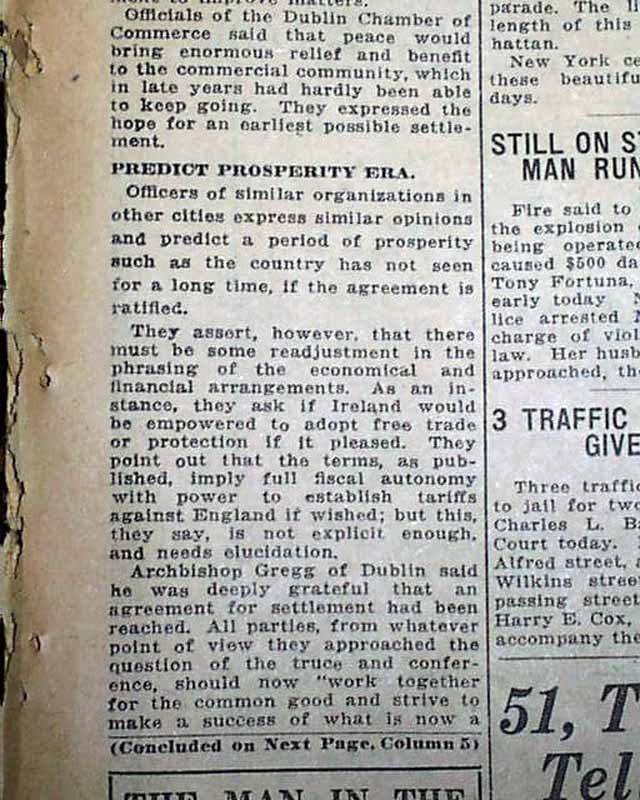 ment to improve matters.
Officials of the Dublin Chamber of
Commerce said that peace would
bring enormous relief and benefit
to the commercial community, which
in late years had hardly been able
to keep going. They expressed the
hope for an earliest possible settle-
ment.
PREDICT PROSPERITY ERA.
Officers of similar organizations in
other cities express similar opinions
and predict a period of prosperity
such as the country has not seen
for a long time, if the agreement is
ratified.
They assert, however, that there
must be some readjustment in the
phrasing of the economical and
financial arrangements. As an in-
stance, they ask if Ireland would
be empowered to adopt free trade
or protection if it pleased. They
point out that the terms, as pub-
lished, imply full fiscal autonomy
with power to establish tariffs
against England if wished; but this,
they say, is not explicit enough,
and needs elucidation.
Archbishop Gregg of Dublin said
he was deeply grateful that an
agreement for settlement had been
reached. All parties, from whatever
point of view they approached the
question of the truce and confer-
ence, should now "work together
for the common good and strive to
make a success of what is now a
(Concluded on Next Page, Column 5)
THE MAN IN THE
parade. The
length of this
hattan.
New York
these
days.
STILL ON
MAN
Fire said to
the explosion
being
caused $500
Tony Fortuna,
early today
lice arrested
charge of
law. Her
approached,
3 TRAFFIC
Three
to jail for
Charles L.
Court today.
Alfred street,
Wilkins
passing
Harry E. Cox,
accompany
51,